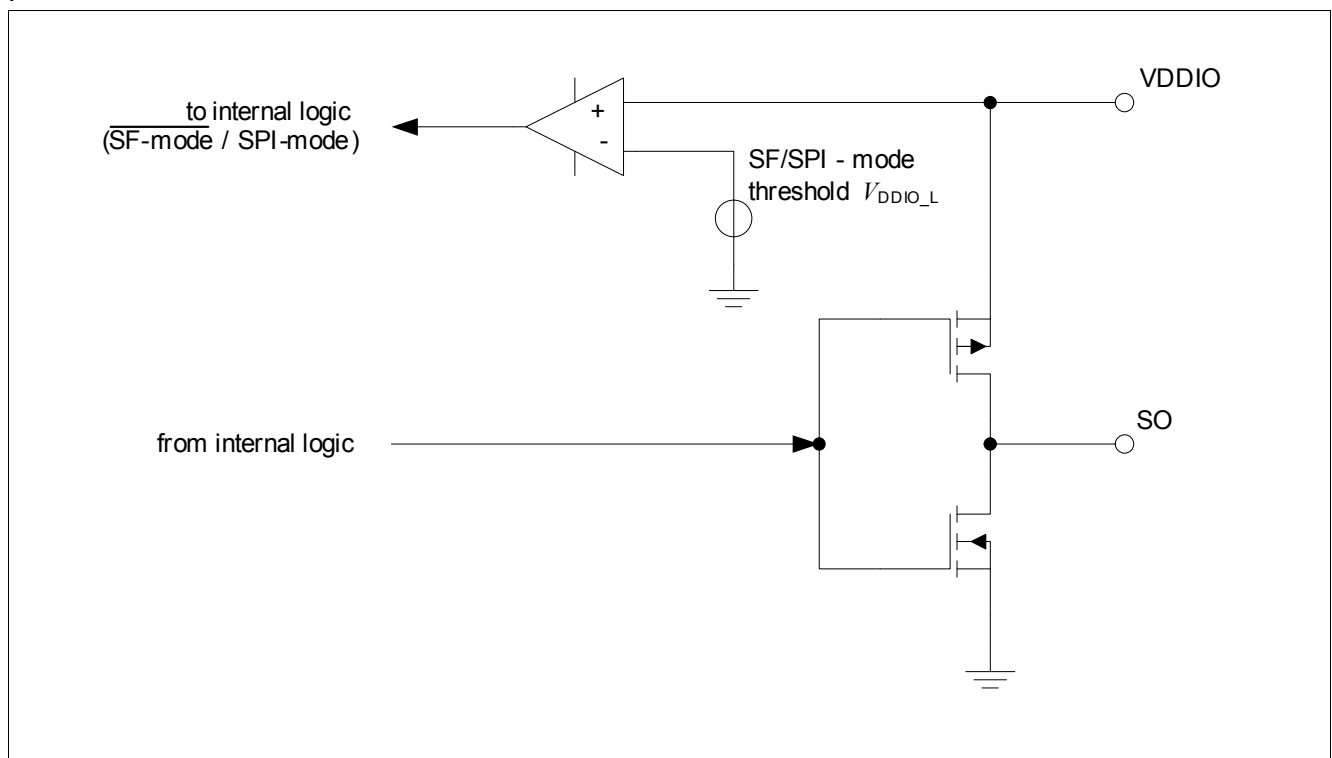 VDDIO
to internal logic
(SF-mode / SPI-mode)
+
-
SF/SPI - mode
threshold VDDIO_L
SO
from internal logic